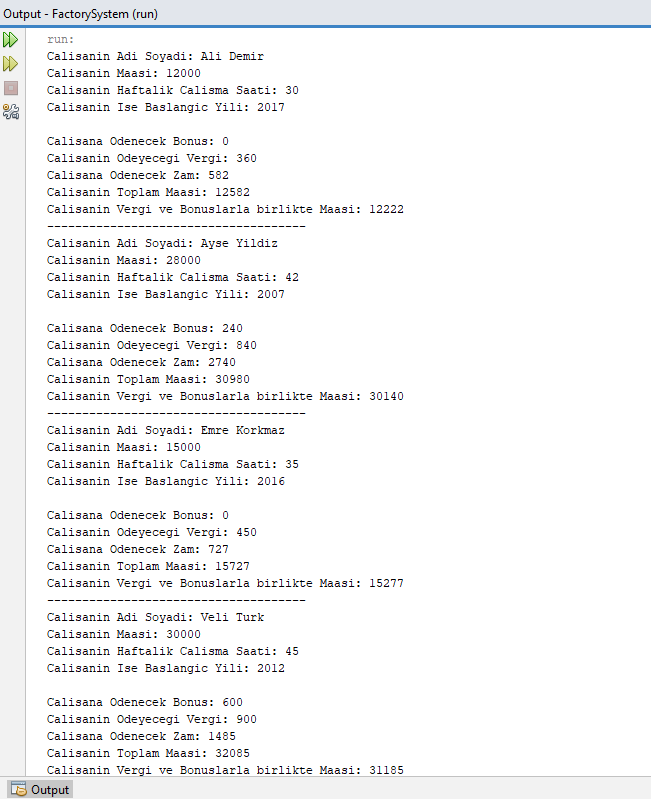 Output - FactorySystem (run)
run:
Calisanin Adi Soyadi: Ali Demir
Calisanin Maasi: 12000
Calisanin Haftalik Calisma Saati: 30
Calisanin Ise Baslangic Yili: 2017
Calisana Odenecek Bonus: 0
Calisanin Odeyecegi Vergi: 360
Calisana Odenecek Zam: 582
Calisanin Toplam Maasi: 12582
Calisanin Vergi ve Bonuslarla birlikte Maasi: 12222
-------------------------------------
Calisanin Adi Soyadi: Ayse Yildiz
Calisanin Maasi: 28000
Calisanin Haftalik Calisma Saati: 42
Calisanin Ise Baslangic Yili: 2007
Calisana Odenecek Bonus: 240
Calisanin Odeyecegi Vergi: 840
Calisana Odenecek Zam: 2740
Calisanin Toplam Maasi: 30980
Calisanin Vergi ve Bonuslarla birlikte Maasi: 30140
-------------------------------------
Calisanin Adi Soyadi: Emre Korkmaz
Calisanin Maasi: 15000
Calisanin Haftalik Calisma Saati: 35
Calisanin Ise Baslangic Yili: 2016
Calisana Odenecek Bonus: 0
Calisanin Odeyecegi Vergi: 450
Calisana Odenecek Zam: 727
Calisanin Toplam Maasi: 15727
Calisanin Vergi ve Bonuslarla birlikte Maasi: 15277
-------------------------------------
Calisanin Adi Soyadi: Veli Turk
Calisanin Maasi: 30000
Calisanin Haftalik Calisma Saati: 45
Calisanin Ise Baslangic Yili: 2012
Calisana Odenecek Bonus: 600
Calisanin Odeyecegi Vergi: 900
Calisana Odenecek Zam: 1485
Calisanin Toplam Maasi: 32085
Calisanin Vergi ve Bonuslarla birlikte Maasi: 31185
Output